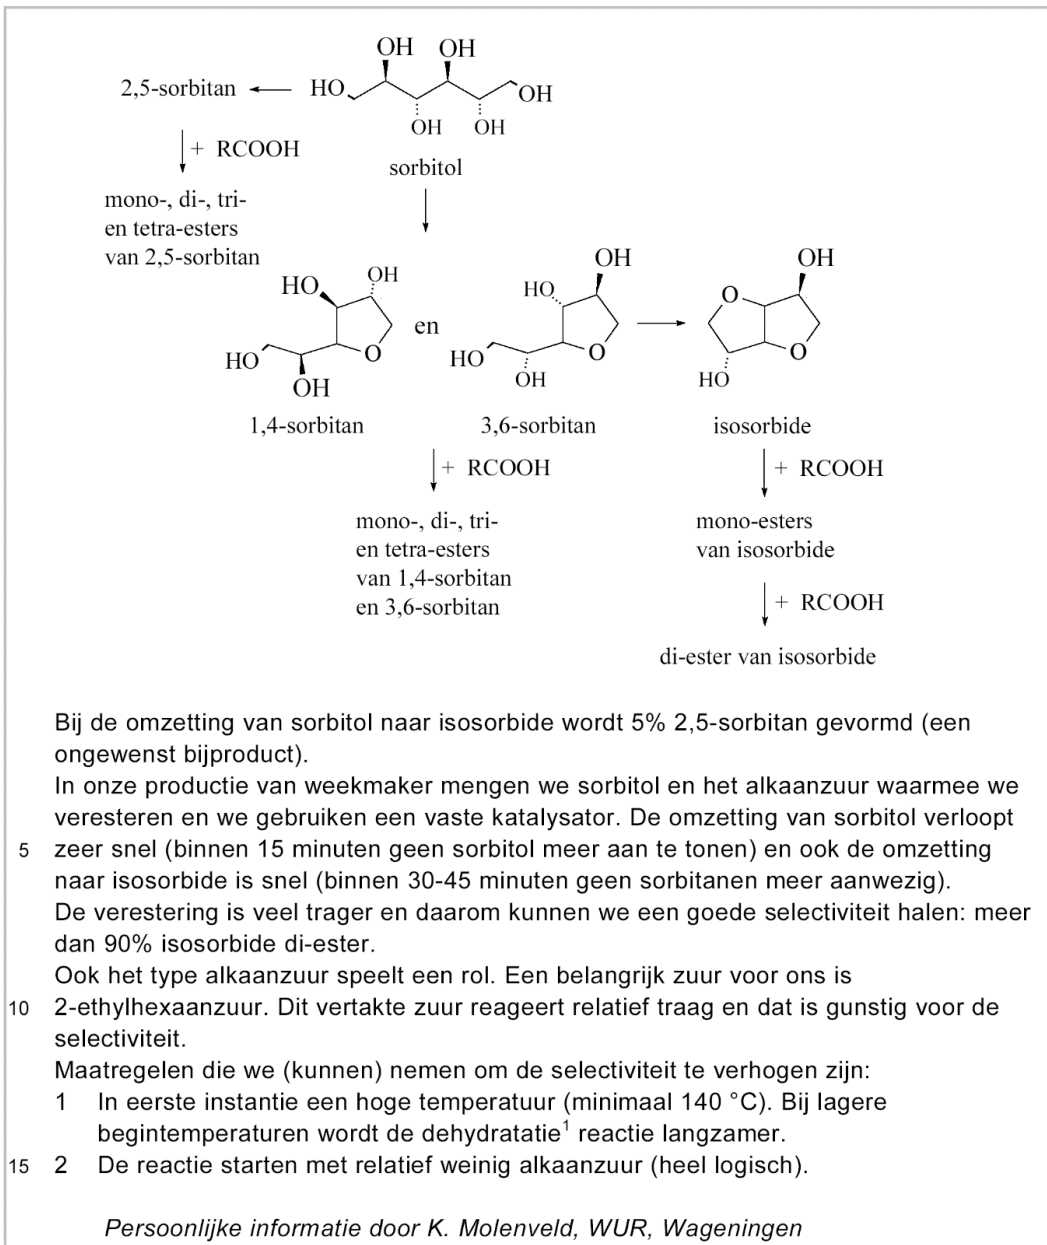 OH OH
2,5-sorbitan HO OH
OH OH
+ RCOOH
sorbitol
mono-, di-, tri-
en tetra-esters
van 2,5-sorbitan
OH OH
HO OH HO O
en
HO O HO O O
OH OH HO
1,4-sorbitan 3,6-sorbitan isosorbide
+ RCOOH + RCOOH
mono-, di-, tri- mono-esters
en tetra-esters van isosorbide
van 1,4-sorbitan
en 3,6-sorbitan + RCOOH
di-ester van isosorbide
Bij de omzetting van sorbitol naar isosorbide wordt 5% 2,5-sorbitan gevormd (een
ongewenst bijproduct).
In onze productie van weekmaker mengen we sorbitol en het alkaanzuur waarmee we
veresteren en we gebruiken een vaste katalysator. De omzetting van sorbitol verloopt
5 zeer snel (binnen 15 minuten geen sorbitol meer aan te tonen) en ook de omzetting
naar isosorbide is snel (binnen 30-45 minuten geen sorbitanen meer aanwezig).
De verestering is veel trager en daarom kunnen we een goede selectiviteit halen: meer
dan 90% isosorbide di-ester.
Ook het type alkaanzuur speelt een rol. Een belangrijk zuur voor ons is
10 2-ethylhexaanzuur. Dit vertakte zuur reageert relatief traag en dat is gunstig voor de
selectiviteit.
Maatregelen die we (kunnen) nemen om de selectiviteit te verhogen zijn:
1 In eerste instantie een hoge temperatuur (minimaal 140 °C). Bij lagere
begintemperaturen wordt de dehydratatie¹ reactie langzamer.
15 2 De reactie starten met relatief weinig alkaanzuur (heel logisch).
Persoonlijke informatie door K. Molenveld, WUR, Wageningen